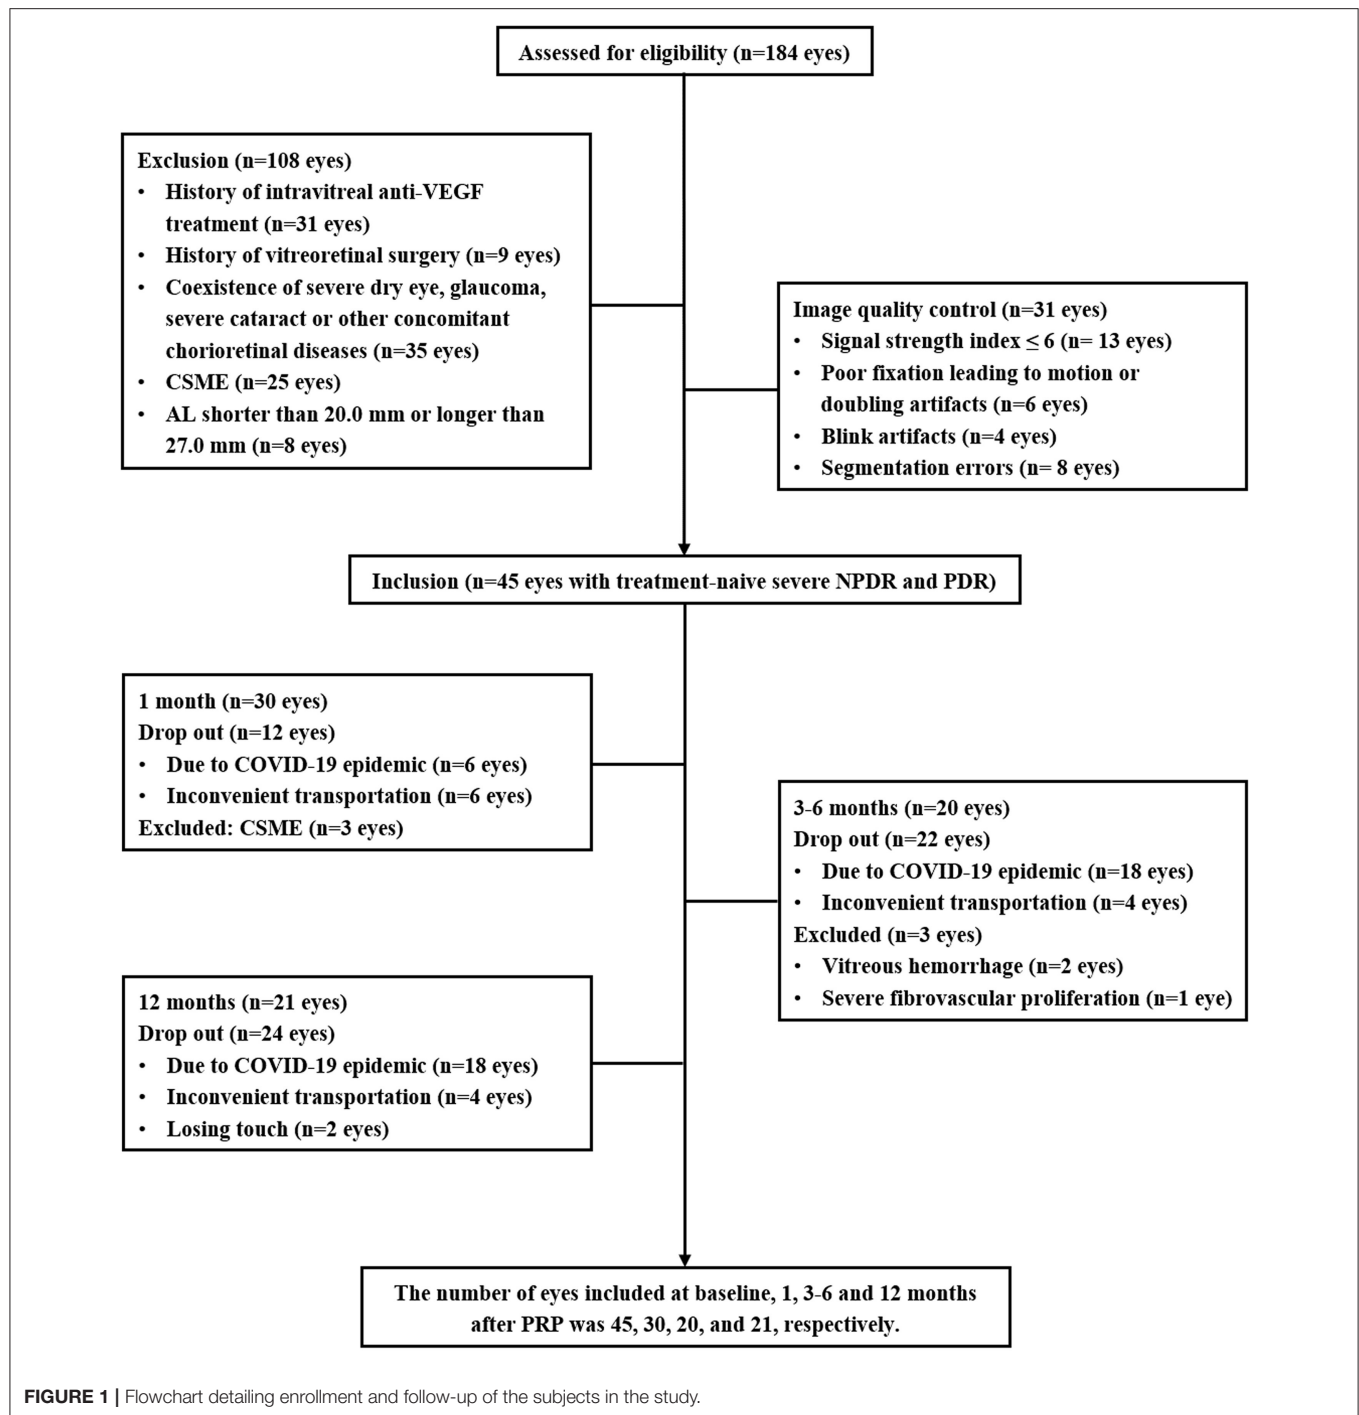 Assessed for eligibility (n=184 eyes)
Exclusion (n=108 eyes)
• History of intravitreal anti-VEGF
treatment (n=31 eyes)
• History of vitreoretinal surgery (n=9 eyes)
• Coexistence of severe dry eye, glaucoma,
severe cataract or other concomitant
chorioretinal diseases (n=35 eyes)
• CSME (n=25 eyes)
• AL shorter than 20.0 mm or longer than
27.0 mm (n=8 eyes)
Image quality control (n=31 eyes)
• Signal strength index ≤ 6 (n= 13 eyes)
• Poor fixation leading to motion or
doubling artifacts (n=6 eyes)
• Blink artifacts (n=4 eyes)
• Segmentation errors (n= 8 eyes)
Inclusion (n=45 eyes with treatment-naive severe NPDR and PDR)
1 month (n=30 eyes)
Drop out (n=12 eyes)
• Due to COVID-19 epidemic (n=6 eyes)
• Inconvenient transportation (n=6 eyes)
Excluded: CSME (n=3 eyes)
3-6 months (n=20 eyes)
Drop out (n=22 eyes)
• Due to COVID-19 epidemic (n=18 eyes)
• Inconvenient transportation (n=4 eyes)
Excluded (n=3 eyes)
• Vitreous hemorrhage (n=2 eyes)
• Severe fibrovascular proliferation (n=1 eye)
12 months (n=21 eyes)
Drop out (n=24 eyes)
• Due to COVID-19 epidemic (n=18 eyes)
• Inconvenient transportation (n=4 eyes)
• Losing touch (n=2 eyes)
The number of eyes included at baseline, 1, 3-6 and 12 months
after PRP was 45, 30, 20, and 21, respectively.
FIGURE 1 | Flowchart detailing enrollment and follow-up of the subjects in the study.